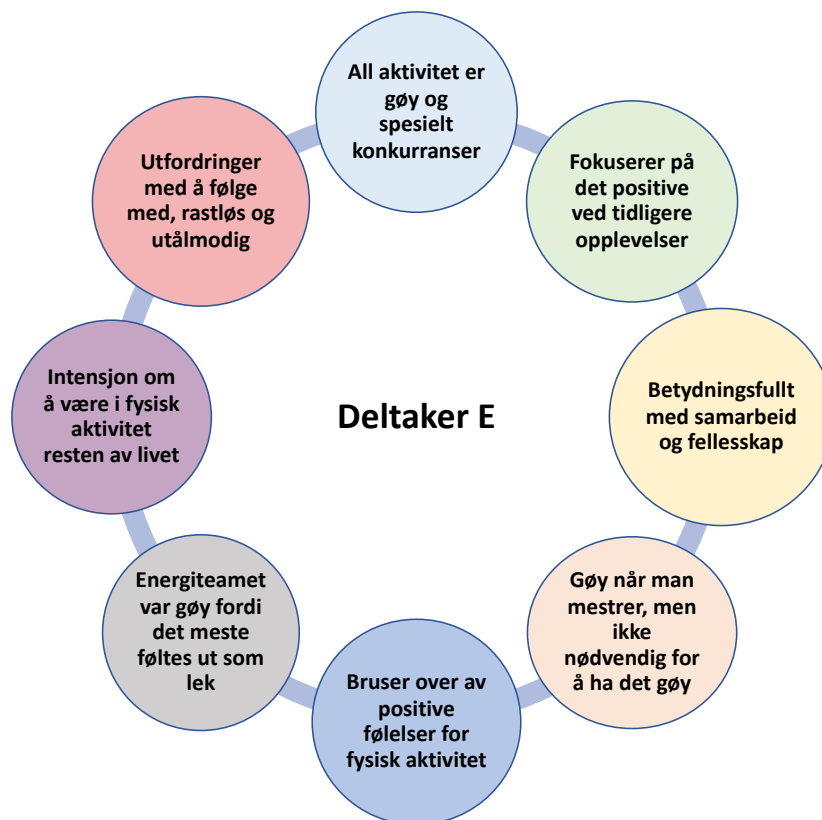 All aktivitet er
gøy og
spesielt
konkurranser
Fokuserer på
det positive
ved tidligere
opplevelser
Betydningsfullt
med samarbeid
og fellesskap
Gøy når man
mestrer, men
ikke
nødvendig for
å ha det gøy
Bruser over av
positive
følelser for
fysisk aktivitet
Energiteamet
var gøy fordi
det meste
føltes ut som
lek
Intensjon om
å være i fysisk
aktivitet
resten av livet
Utfordringer
med å følge
med, rastløs og
utålmodig
Deltaker E